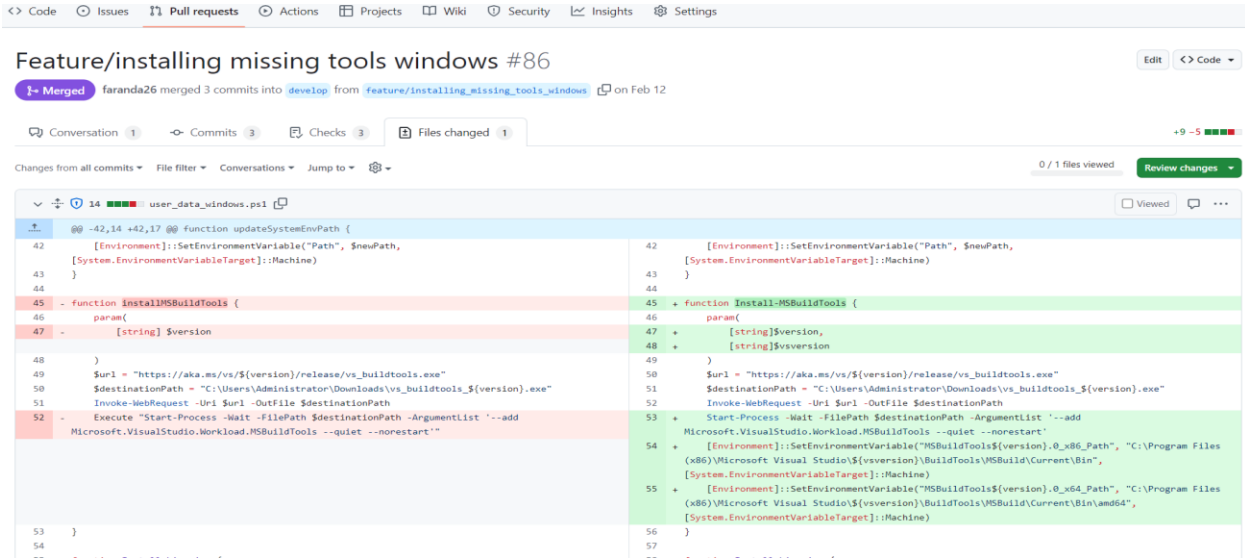 <> Code Issues Pull requests Actions Projects Wiki Security Insights Settings
Feature/installing missing tools windows #86
Edit <> Code
Merged faranda26 merged 3 commits into develop from feature/installing_missing_tools_windows on Feb 12
Conversation 1 Commits 3 Checks 3 Files changed 1
+9 −5
Changes from all commits File filter Conversations Jump to
0 / 1 files viewed Review changes
14 user_data_windows.ps1
Viewed
@@ -42,14 +42,17 @@ function updateSystemEnvPath {
42 [Environment]::SetEnvironmentVariable("Path", $newPath,
[System.EnvironmentVariableTarget]::Machine)
43 }
44
45 - function installMSBuildTools {
46 param(
47 - [string] $version
48 )
49 $url = "https://aka.ms/vs/${version}/release/vs_buildtools.exe"
50 $destinationPath = "C:\Users\Administrator\Downloads\vs_buildtools_${version}.exe"
51 Invoke-WebRequest -Uri $url -OutFile $destinationPath
52 - Execute "Start-Process -Wait -FilePath $destinationPath -ArgumentList '--add
Microsoft.VisualStudio.Workload.MSBuildTools --quiet --norestart'"
53 }
54
42 [Environment]::SetEnvironmentVariable("Path", $newPath,
[System.EnvironmentVariableTarget]::Machine)
43 }
44
45 + function Install-MSBuildTools {
46 param(
47 + [string]$version,
48 + [string]$vsversion
49 )
50 $url = "https://aka.ms/vs/${version}/release/vs_buildtools.exe"
51 $destinationPath = "C:\Users\Administrator\Downloads\vs_buildtools_${version}.exe"
52 Invoke-WebRequest -Uri $url -OutFile $destinationPath
53 + Start-Process -Wait -FilePath $destinationPath -ArgumentList '--add
Microsoft.VisualStudio.Workload.MSBuildTools --quiet --norestart'
54 + [Environment]::SetEnvironmentVariable("MSBuildTools${version}.0_x86_Path", "C:\Program Files
(x86)\Microsoft Visual Studio\${vsversion}\BuildTools\MSBuild\Current\Bin",
[System.EnvironmentVariableTarget]::Machine)
55 + [Environment]::SetEnvironmentVariable("MSBuildTools${version}.0_x64_Path", "C:\Program Files
(x86)\Microsoft Visual Studio\${vsversion}\BuildTools\MSBuild\Current\Bin\amd64",
[System.EnvironmentVariableTarget]::Machine)
56 }
57